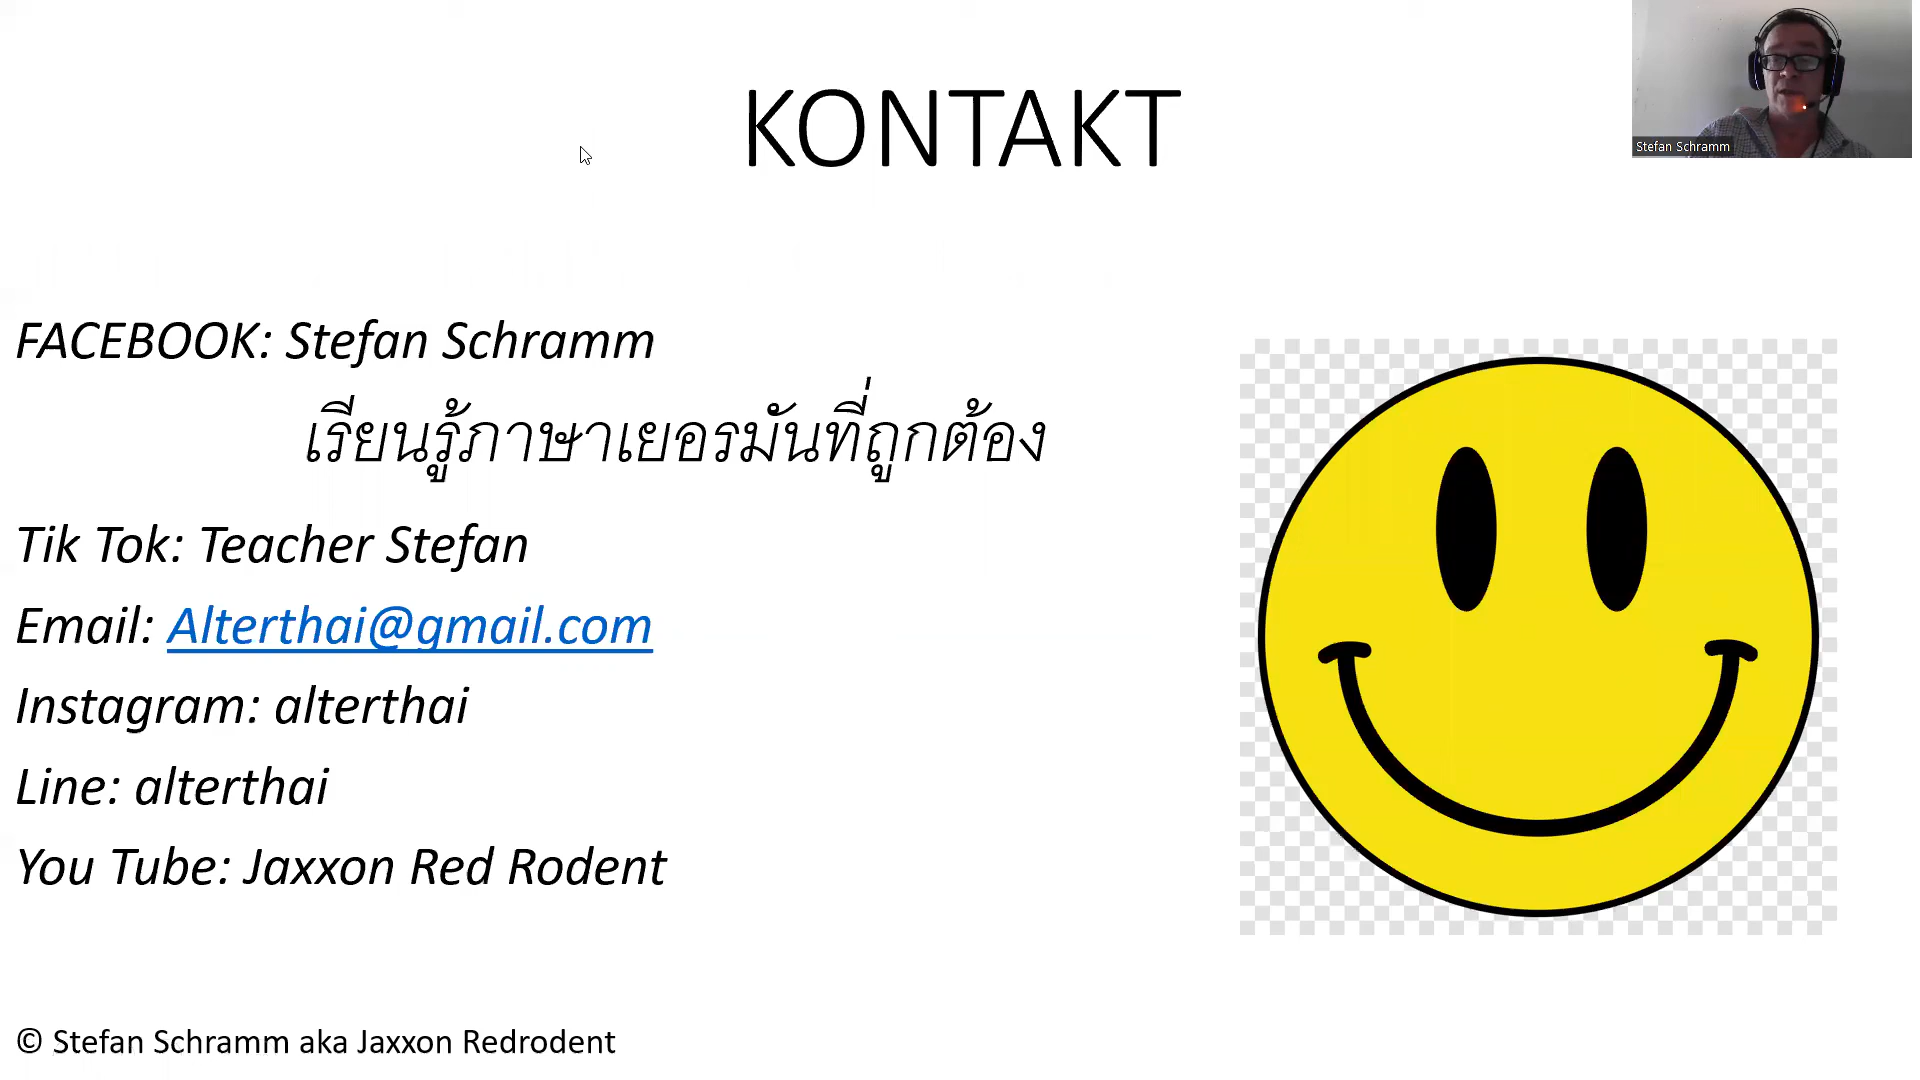 KONTAKT
Stefan Schramm
FACEBOOK: Stefan Schramm
เรียนรู้ภาษาเยอรมันที่ถูกต้อง
Tik Tok: Teacher Stefan
Email: Alterthai@gmail.com
Instagram: alterthai
Line: alterthai
You Tube: Jaxxon Red Rodent
© Stefan Schramm aka Jaxxon Redrodent